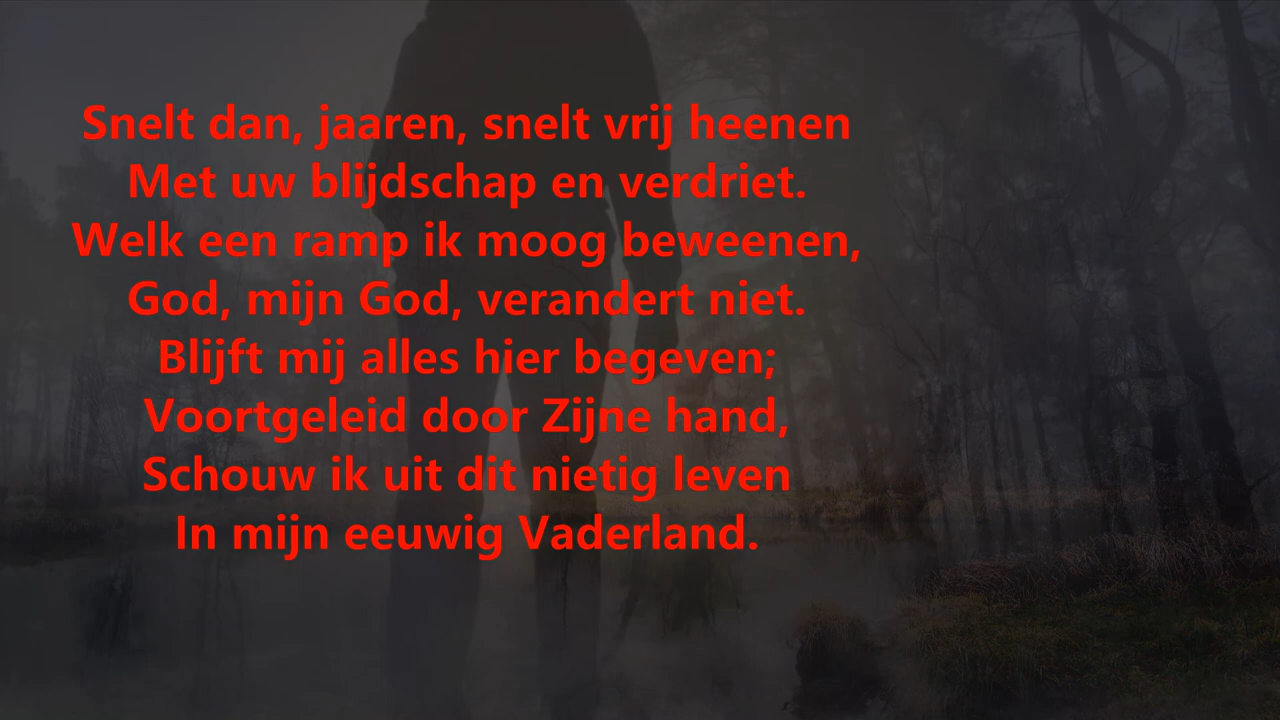 Snelt dan, jaaren, snelt vrij heenen
Met uw blijdschap en verdriet.
Welk een ramp ik moog beweenen,
God, mijn God, verandert niet.
Blijft mij alles hier begeven;
Voortgeleid door Zijne hand,
Schouw ik uit dit nietig leven
In mijn eeuwig Vaderland.